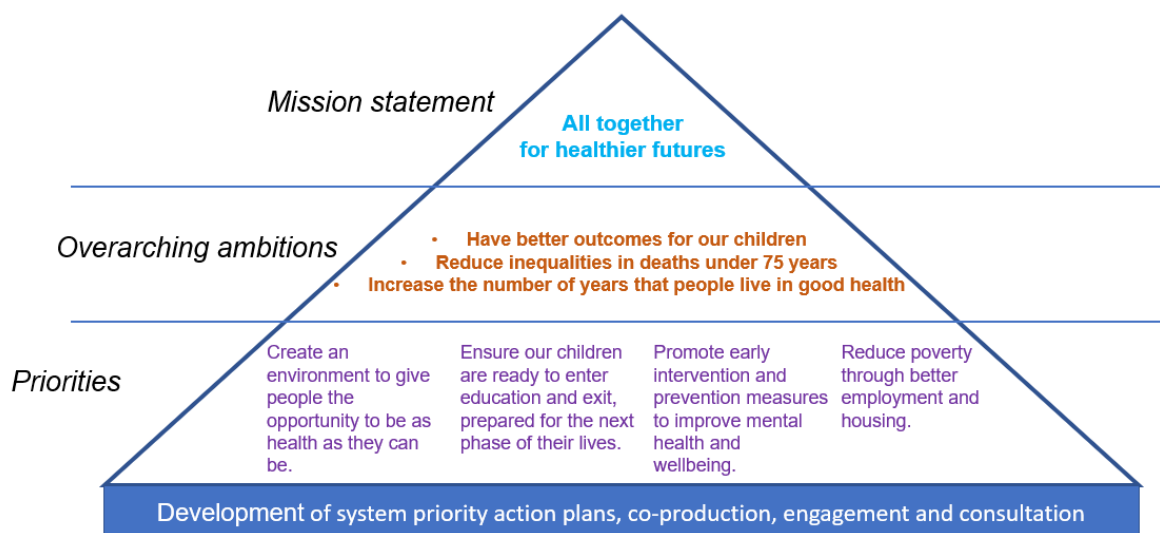 Mission statement
All together
for healthier futures
Overarching ambitions
• Have better outcomes for our children
• Reduce inequalities in deaths under 75 years
• Increase the number of years that people live in good health
Priorities
Create an
environment to give
people the
opportunity to be as
health as they can
be.
Ensure our children
are ready to enter
education and exit,
prepared for the next
phase of their lives.
Promote early
intervention and
prevention measures
to improve mental
health and
wellbeing.
Reduce poverty
through better
employment and
housing.
Development of system priority action plans, co-production, engagement and consultation